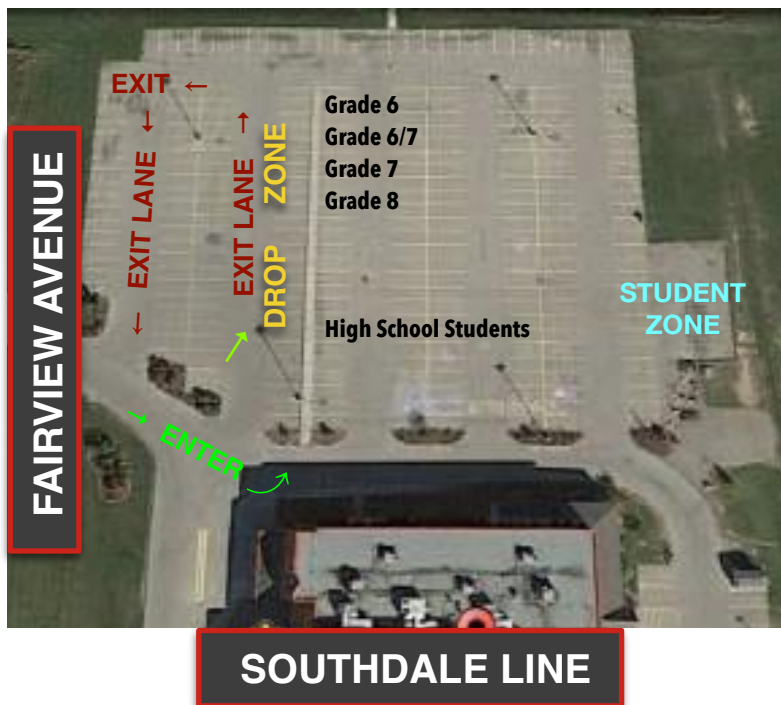 EXIT ←
Grade 6
Grade 6/7
Grade 7
Grade 8
EXIT LANE
EXIT LANE
DROP ZONE
FAIRVIEW AVENUE
STUDENT
ZONE
High School Students
→ ENTER
SOUTHDALE LINE